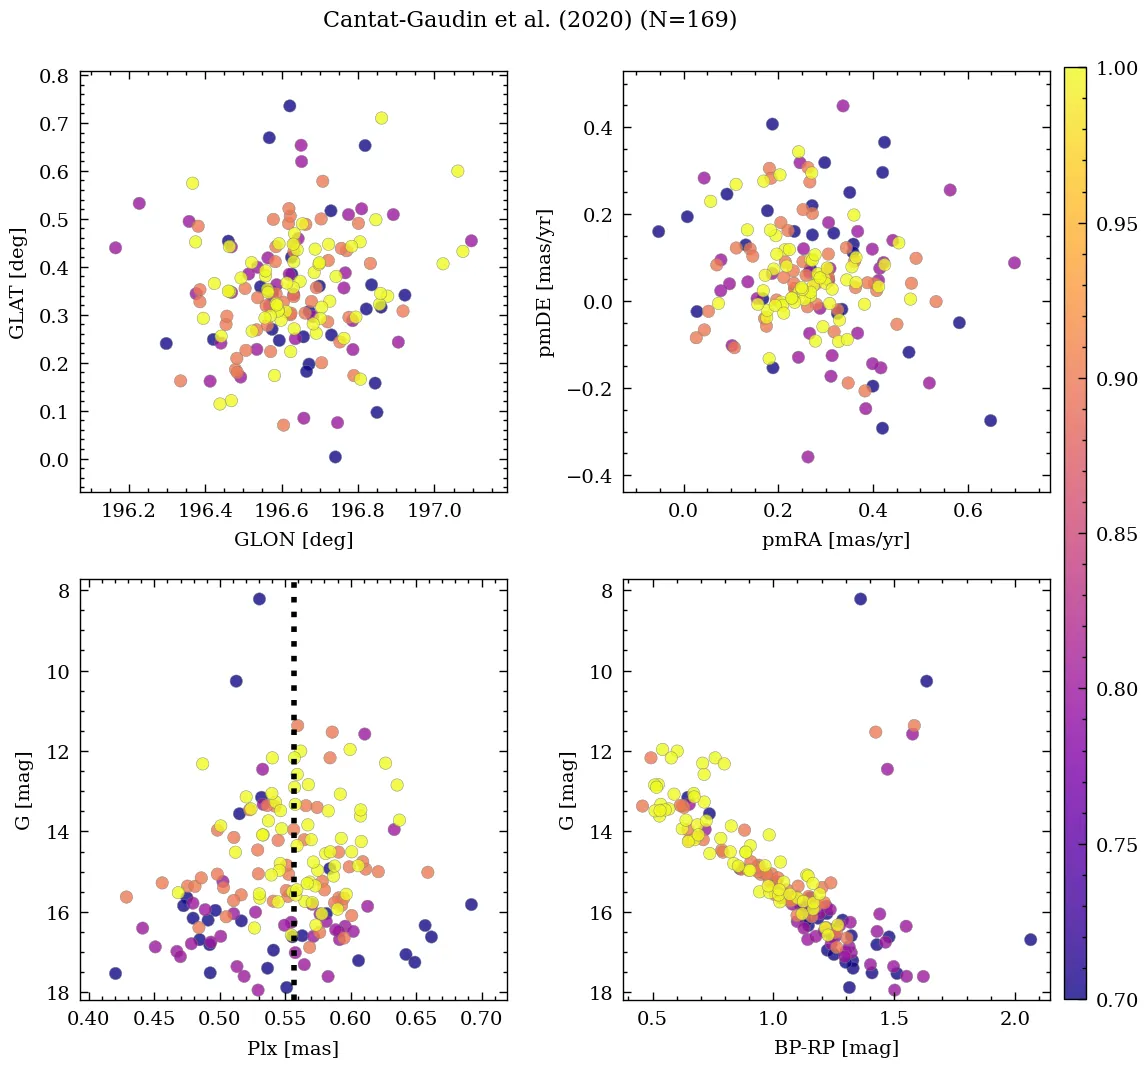 Cantat-Gaudin et al. (2020) (N=169)
0.8
0.7
0.6
0.5
0.4
0.3
0.2
0.1
0.0
GLAT [deg]
196.2 196.4 196.6 196.8 197.0
GLON [deg]
0.4
0.2
0.0
−0.2
−0.4
pmDE [mas/yr]
0.0 0.2 0.4 0.6
pmRA [mas/yr]
8
10
12
14
16
18
G [mag]
0.40 0.45 0.50 0.55 0.60 0.65 0.70
Plx [mas]
8
10
12
14
16
18
G [mag]
0.5 1.0 1.5 2.0
BP-RP [mag]
1.00
0.95
0.90
0.85
0.80
0.75
0.70